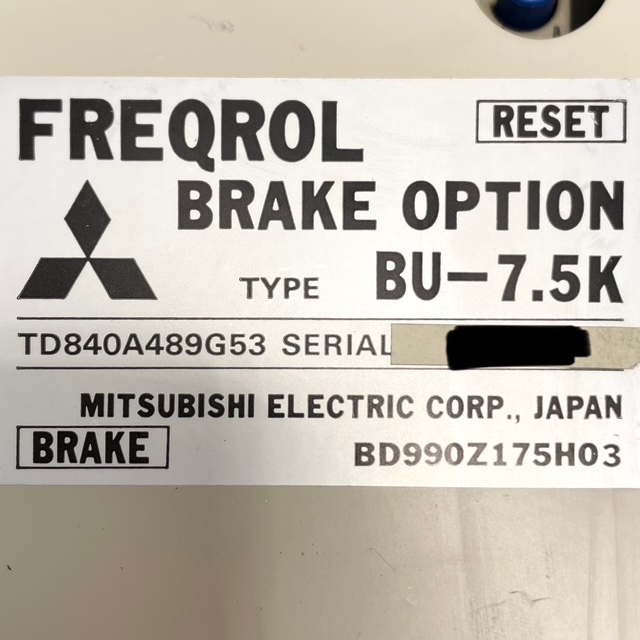 FREQROL
RESET
BRAKE OPTION
TYPE BU-7.5K
TD840A489G53 SERIAL
MITSUBISHI ELECTRIC CORP., JAPAN
BRAKE
BD990Z175H03